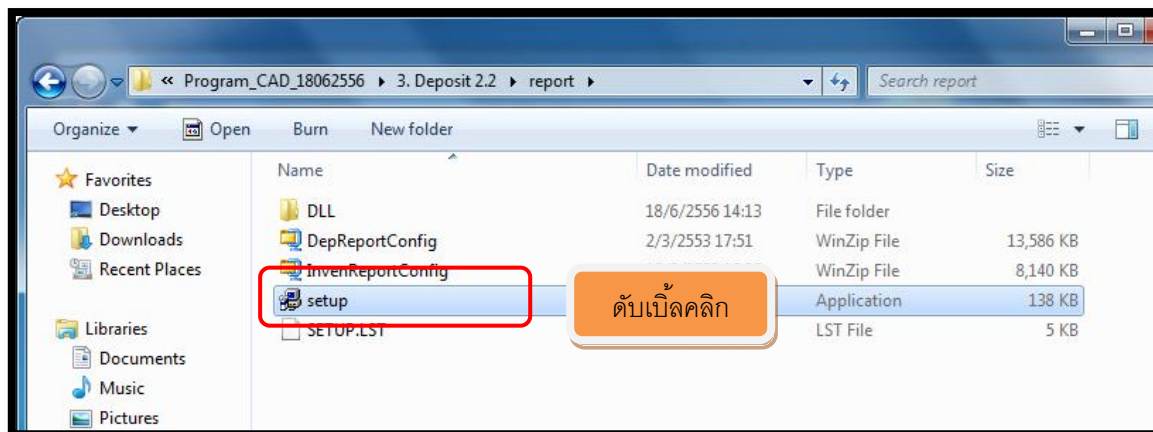 « Program_CAD_18062556 ▸ 3. Deposit 2.2 ▸ report ▸ Search report
Organize ▾ Open Burn New folder
Name Date modified Type Size
Favorites
Desktop DLL 18/6/2556 14:13 File folder
Downloads DepReportConfig 2/3/2553 17:51 WinZip File 13,586 KB
Recent Places InvenReportConfig WinZip File 8,140 KB
setup ดับเบิ้ลคลิก Application 138 KB
Libraries SETUP.LST LST File 5 KB
Documents
Music
Pictures